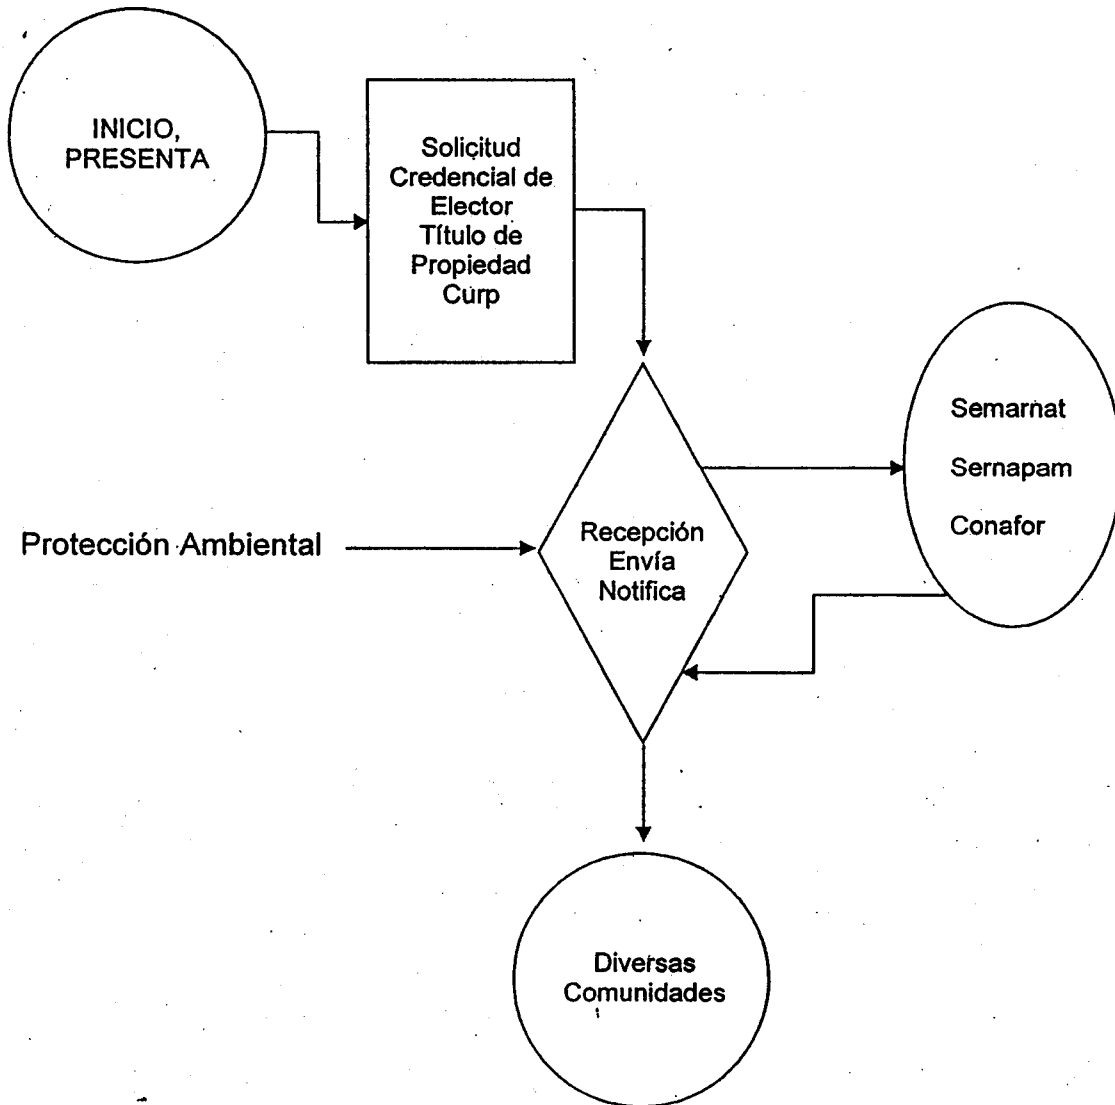 INICIO,
PRESENTA
Solicitud
Credencial de
Elector
Título de
Propiedad
Curp
Semarnat
Sernapam
Conafor
Protección Ambiental
Recepción
Envía
Notifica
Diversas
Comunidades